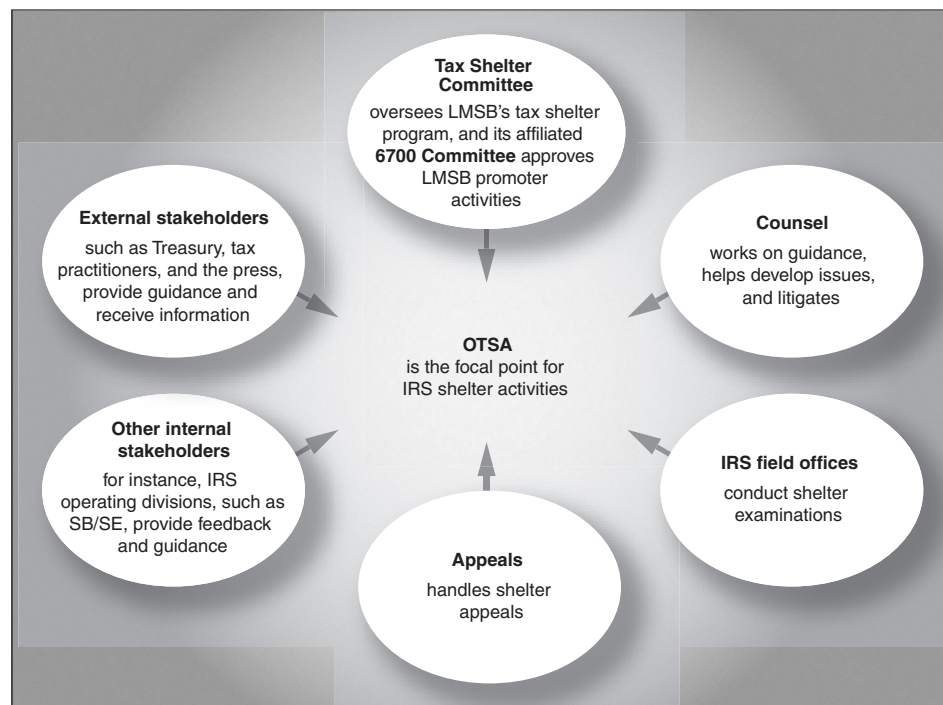 Tax Shelter
Committee
oversees LMSB's tax shelter
program, and its affiliated
6700 Committee approves
LMSB promoter
activities
External stakeholders
such as Treasury, tax
practitioners, and the press,
provide guidance and
receive information
Counsel
works on guidance,
helps develop issues,
and litigates
OTSA
is the focal point for
IRS shelter activities
Other internal
stakeholders
for instance, IRS
operating divisions, such as
SB/SE, provide feedback
and guidance
IRS field offices
conduct shelter
examinations
Appeals
handles shelter
appeals